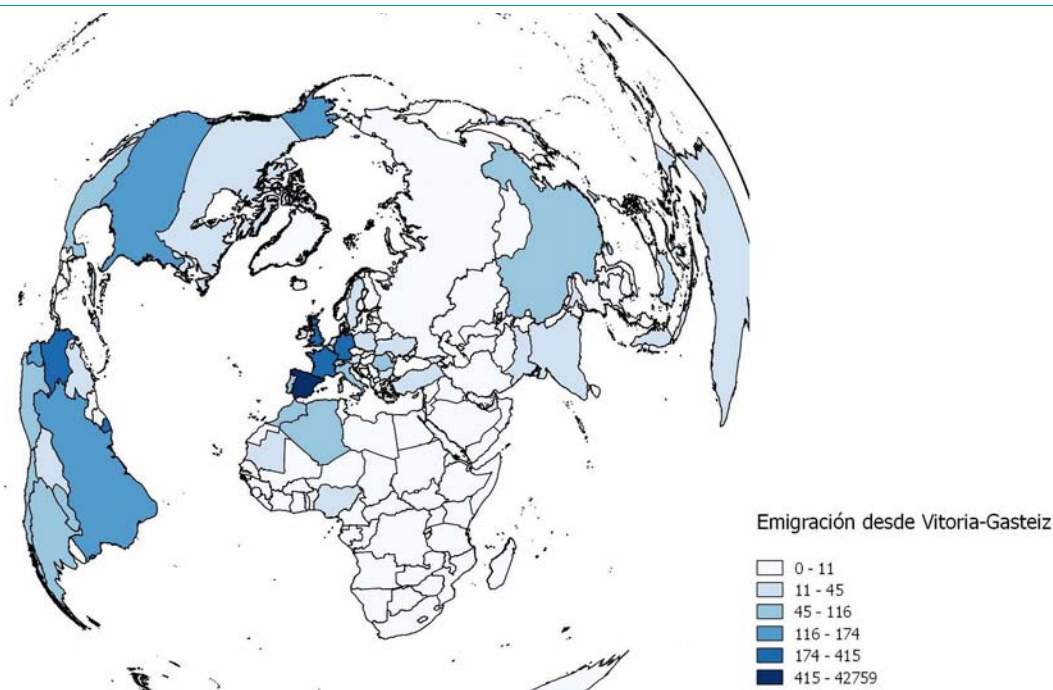 Emigración desde Vitoria-Gasteiz
0 - 11
11 - 45
45 - 116
116 - 174
174 - 415
415 - 42759